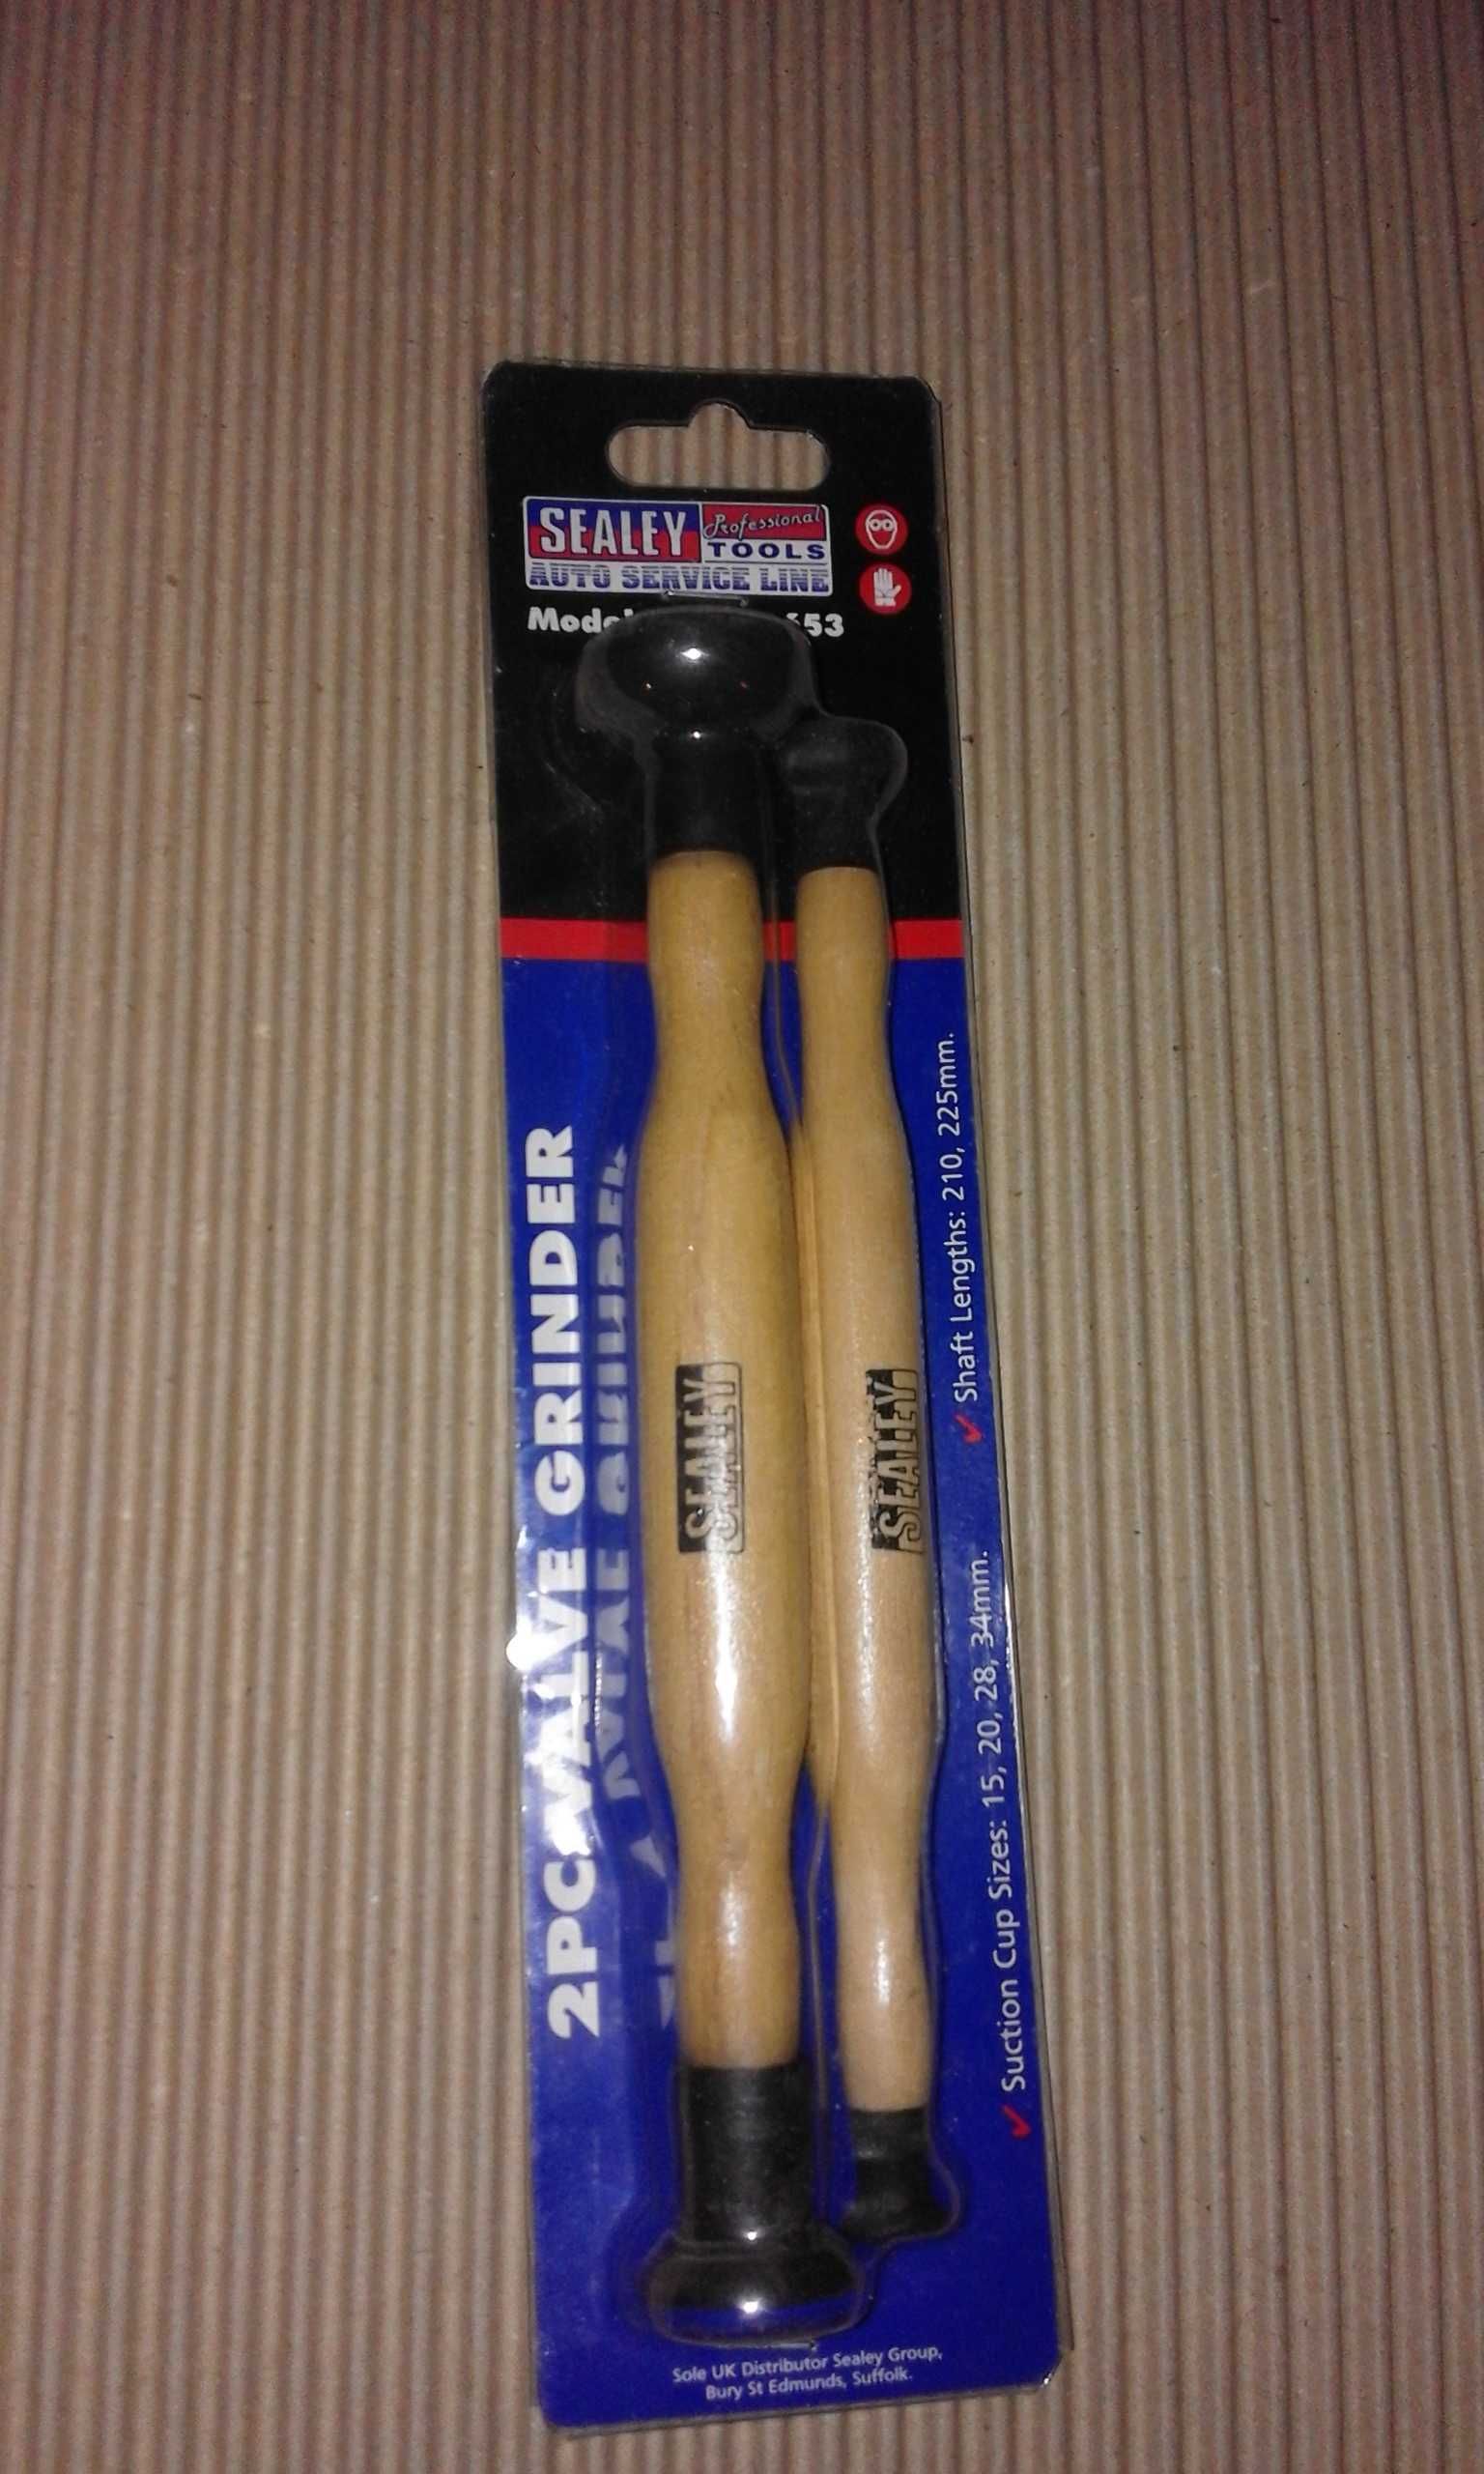 SEALEY
Professional
TOOLS
AUTO SERVICE LINE
653
2PC VALVE GRINDER
SEALEY
SEALEY
Shaft Lengths: 210, 225mm.
Suction Cup Sizes: 15, 20, 28, 34mm.
Sole UK Distributor Sealey Group,
Bury St Edmunds, Suffolk.